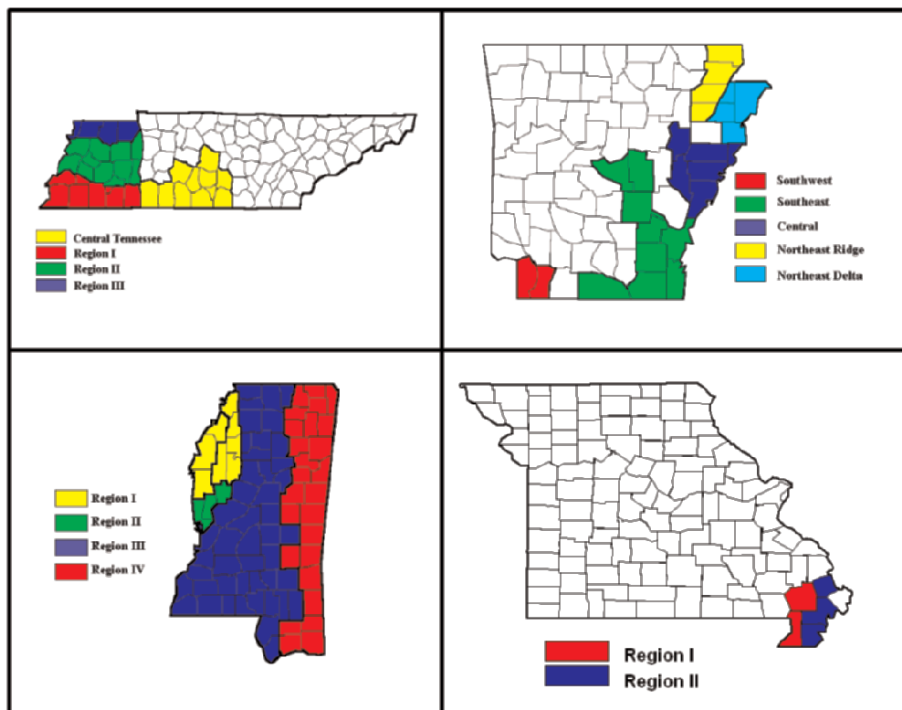 Central Tennessee
Region I
Region II
Region III
Southwest
Southeast
Central
Northeast Ridge
Northeast Delta
Region I
Region II
Region III
Region IV
Region I
Region II